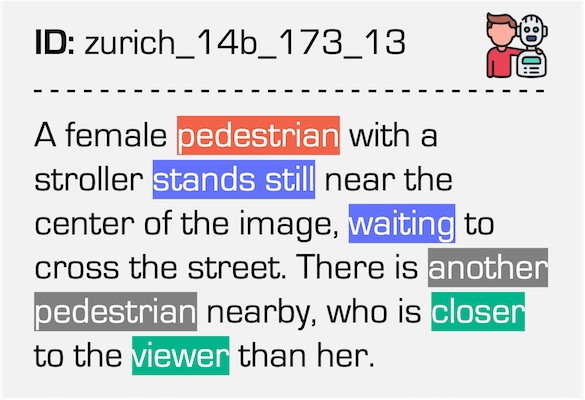 ID: zurich_14b_173_13
A female pedestrian with a
stroller stands still near the
center of the image, waiting to
cross the street. There is another
pedestrian nearby, who is closer
to the viewer than her.